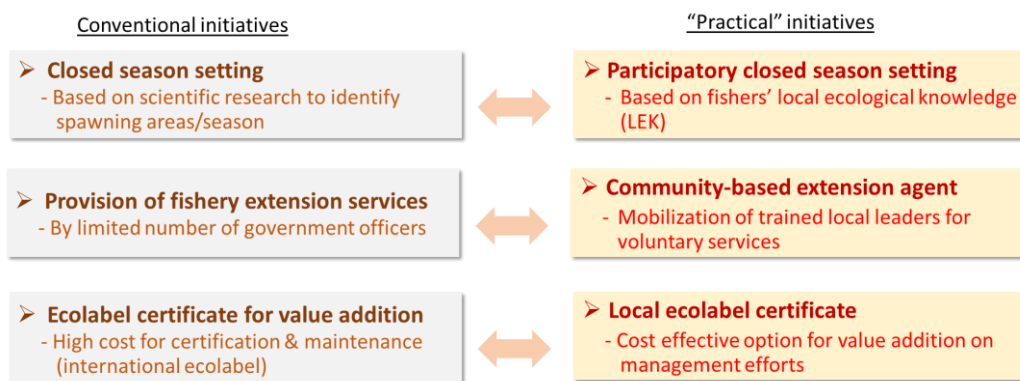 Conventional initiatives
“Practical” initiatives
➢ Closed season setting
- Based on scientific research to identify
spawning areas/season
➢ Participatory closed season setting
- Based on fishers’ local ecological knowledge
(LEK)
➢ Provision of fishery extension services
- By limited number of government officers
➢ Community-based extension agent
- Mobilization of trained local leaders for
voluntary services
➢ Ecolabel certificate for value addition
- High cost for certification & maintenance
(international ecolabel)
➢ Local ecolabel certificate
- Cost effective option for value addition on
management efforts